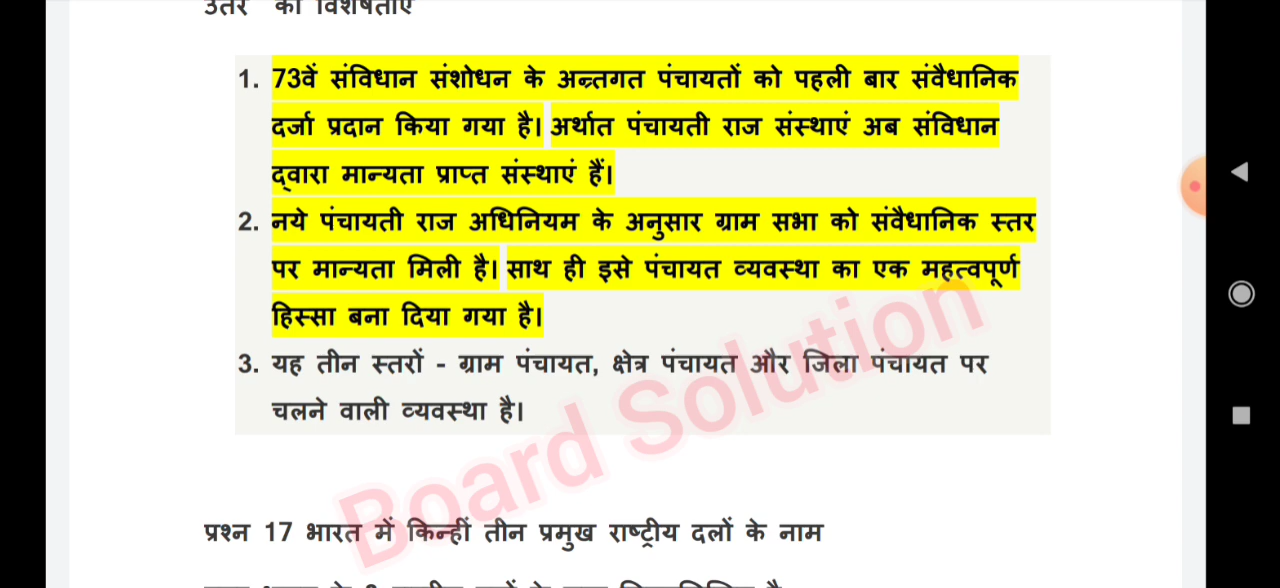 उतर की विशेषताएं
1. 73वें संविधान संशोधन के अन्र्तगत पंचायतों को पहली बार संवैधानिक
दर्जा प्रदान किया गया है। अर्थात पंचायती राज संस्थाएं अब संविधान
द्वारा मान्यता प्राप्त संस्थाएं हैं।
2. नये पंचायती राज अधिनियम के अनुसार ग्राम सभा को संवैधानिक स्तर
पर मान्यता मिली है। साथ ही इसे पंचायत व्यवस्था का एक महत्वपूर्ण
हिस्सा बना दिया गया है।
3. यह तीन स्तरों - ग्राम पंचायत, क्षेत्र पंचायत और जिला पंचायत पर
चलने वाली व्यवस्था है।
Board Solution
प्रश्न 17 भारत में किन्हीं तीन प्रमुख राष्ट्रीय दलों के नाम